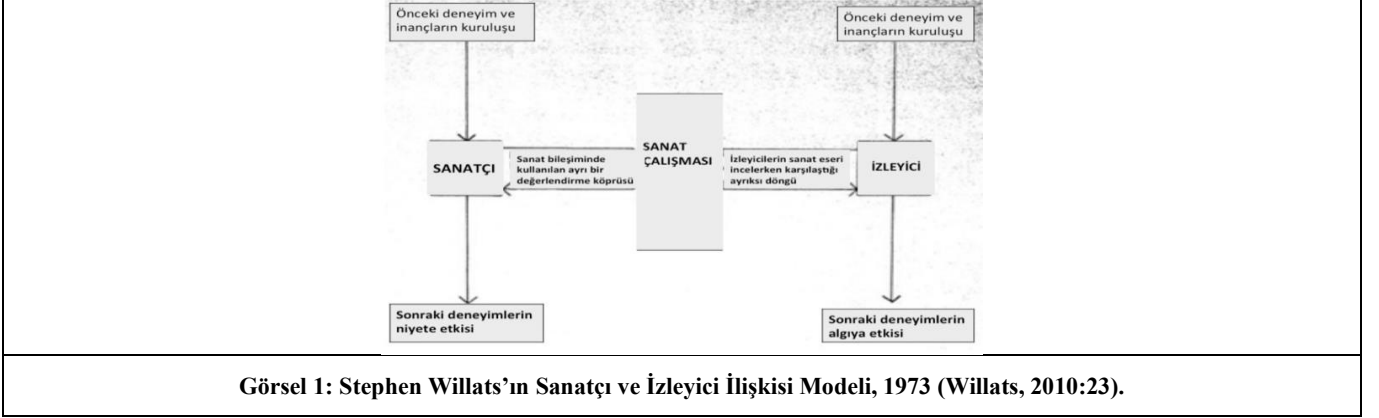 Önceki deneyim ve
inançların kuruluşu
Önceki deneyim ve
inançların kuruluşu
SANATÇI
Sanat bileşiminde
kullanılan ayrı bir
değerlendirme köprüsü
SANAT
ÇALIŞMASI
İzleyicilerin sanat eseri
incelerken karşılaştığı
ayrıksı döngü
İZLEYİCİ
Sonraki deneyimlerin
niyete etkisi
Sonraki deneyimlerin
algıya etkisi
Görsel 1: Stephen Willats’ın Sanatçı ve İzleyici İlişkisi Modeli, 1973 (Willats, 2010:23).